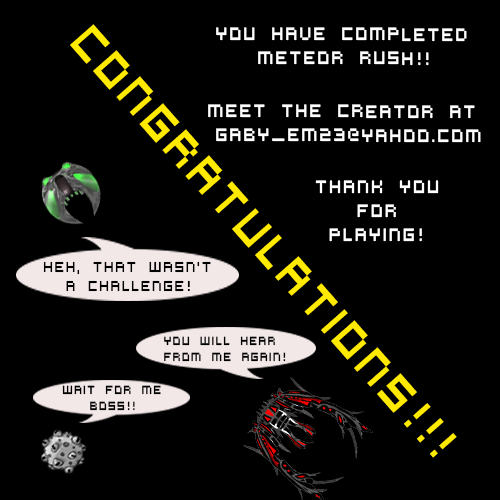 CONGRATULATIONS!!!
YOU HAVE COMPLETED
METEOR RUSH!!
MEET THE CREATOR AT
GABY_EM23@YAHOO.COM
THANK YOU
FOR
PLAYING!
HEH, THAT WASN'T
A CHALLENGE!
YOU WILL HEAR
FROM ME AGAIN!
WAIT FOR ME
BOSS!!